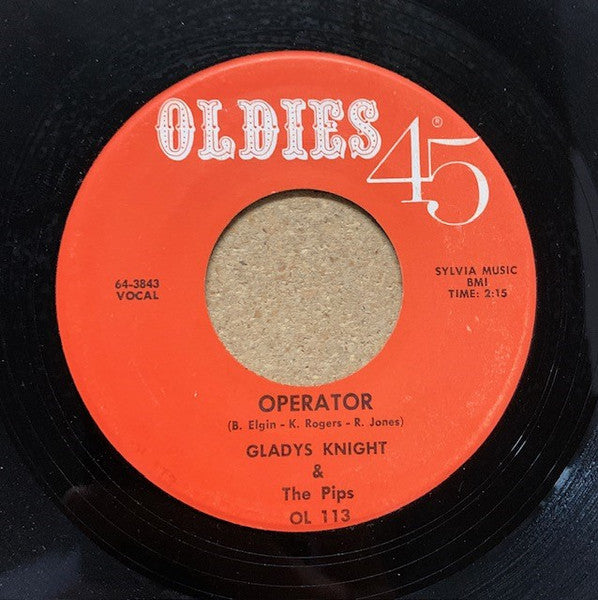 OLDIES 45®
64-3843
VOCAL
SYLVIA MUSIC
BMI
TIME: 2:15
OPERATOR
(B. Elgin - K. Rogers - R. Jones)
GLADYS KNIGHT
&
The Pips
OL 113